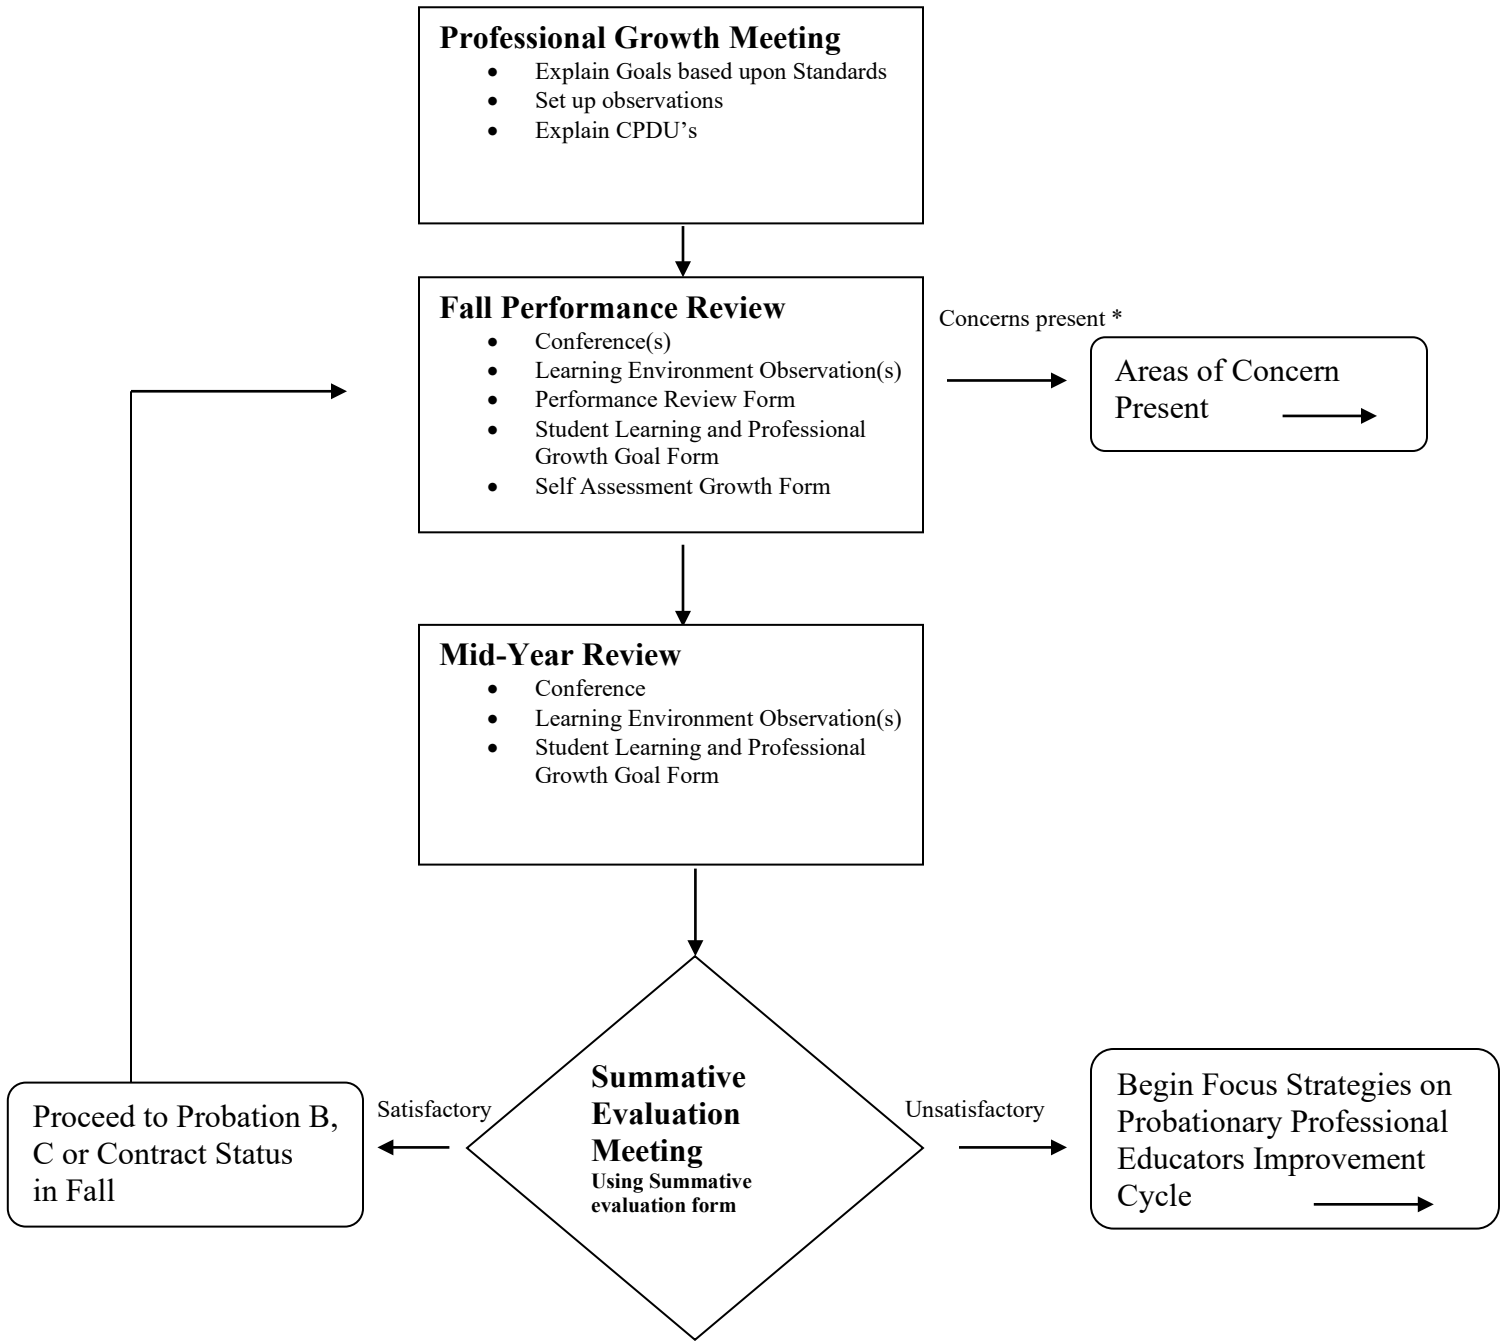 Professional Growth Meeting
• Explain Goals based upon Standards
• Set up observations
• Explain CPDU’s
Fall Performance Review
• Conference(s)
• Learning Environment Observation(s)
• Performance Review Form
• Student Learning and Professional
Growth Goal Form
• Self Assessment Growth Form
Concerns present *
Areas of Concern
Present
Mid-Year Review
• Conference
• Learning Environment Observation(s)
• Student Learning and Professional
Growth Goal Form
Summative
Evaluation
Meeting
Using Summative
evaluation form
Satisfactory
Proceed to Probation B,
C or Contract Status
in Fall
Unsatisfactory
Begin Focus Strategies on
Probationary Professional
Educators Improvement
Cycle